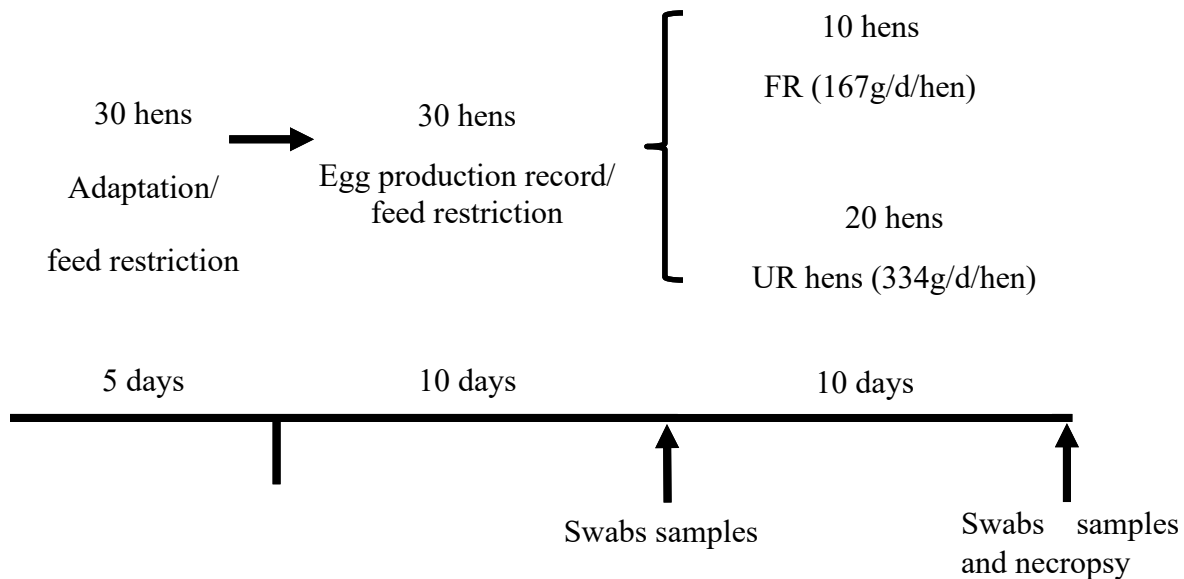 30 hens
Adaptation/
feed restriction
30 hens
Egg production record/
feed restriction
10 hens
FR (167g/d/hen)
20 hens
UR hens (334g/d/hen)
5 days
10 days
10 days
Swabs samples
Swabs samples
and necropsy